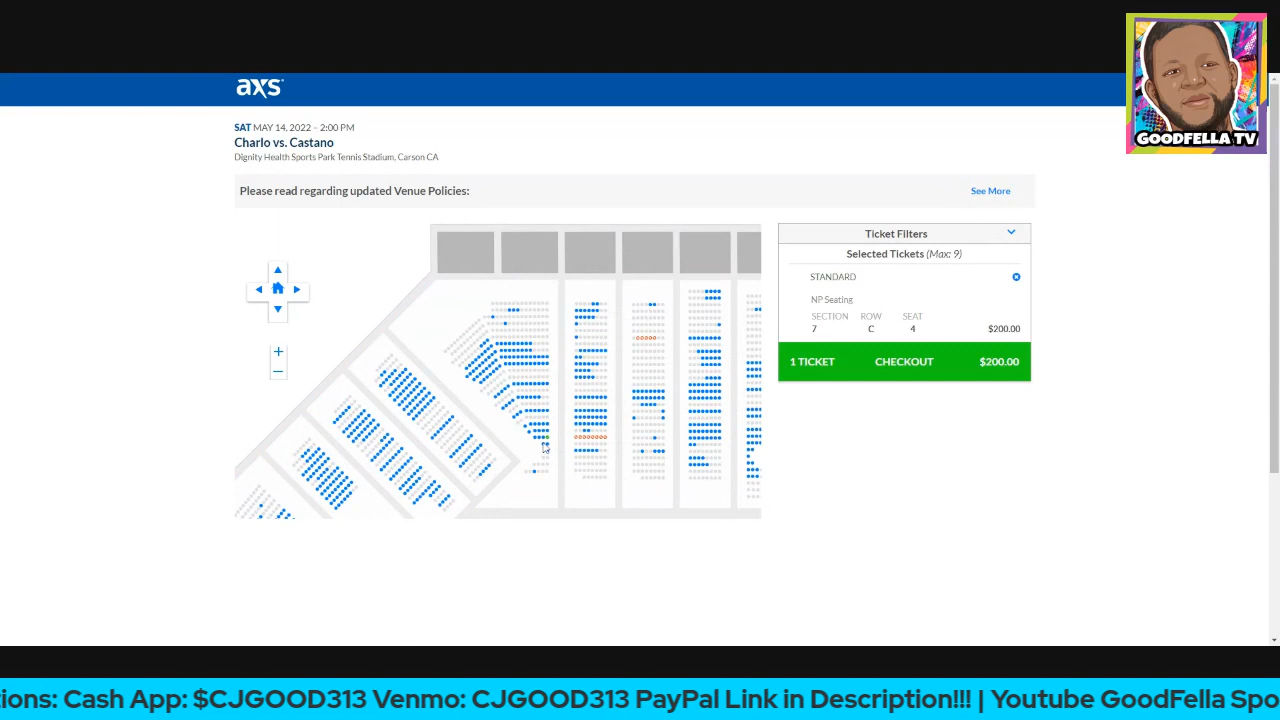 axs
GOODFELLA TV
SAT MAY 14, 2022 – 2:00 PM
Charlo vs. Castano
Dignity Health Sports Park Tennis Stadium, Carson CA
Please read regarding updated Venue Policies:
See More
Ticket Filters
Selected Tickets (Max: 9)
STANDARD
NP Seating
SECTION ROW SEAT
7 C 4 $200.00
1 TICKET CHECKOUT $200.00
tions: Cash App: $CJGOOD313 Venmo: CJGOOD313 PayPal Link in Description!!! | Youtube GoodFella Spo